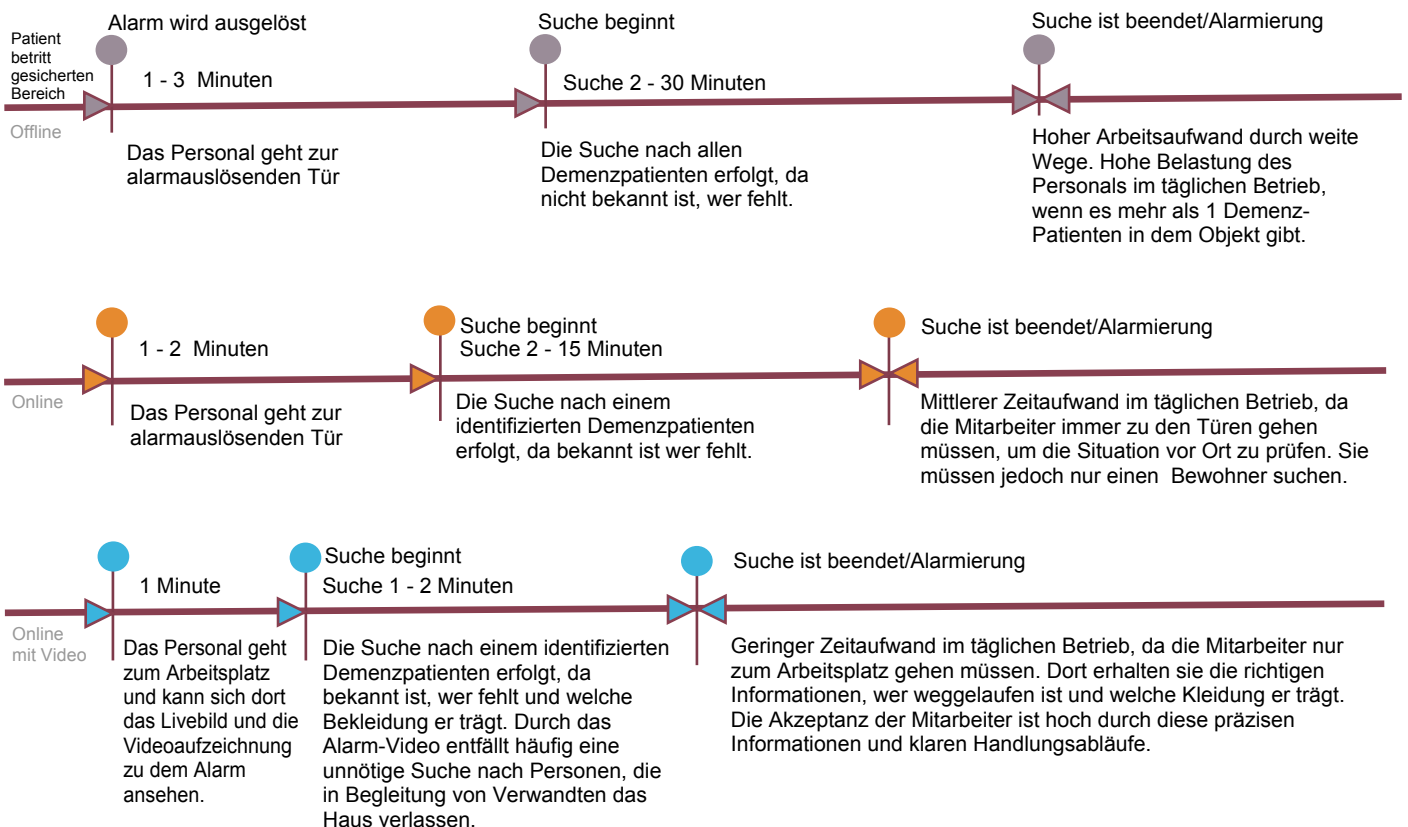 Patient
betritt
gesicherten
Bereich
Alarm wird ausgelöst
1 - 3  Minuten
Suche beginnt
Suche 2 - 30 Minuten
Suche ist beendet/Alarmierung
Offline
Das Personal geht zur
alarmauslösenden Tür
Die Suche nach allen
Demenzpatienten erfolgt, da
nicht bekannt ist, wer fehlt.
Hoher Arbeitsaufwand durch weite
Wege. Hohe Belastung des
Personals im täglichen Betrieb,
wenn es mehr als 1 Demenz-
Patienten in dem Objekt gibt.
1 - 2  Minuten
Suche beginnt
Suche 2 - 15 Minuten
Suche ist beendet/Alarmierung
Online
Das Personal geht zur
alarmauslösenden Tür
Die Suche nach einem
identifizierten Demenzpatienten
erfolgt, da bekannt ist wer fehlt.
Mittlerer Zeitaufwand im täglichen Betrieb, da
die Mitarbeiter immer zu den Türen gehen
müssen, um die Situation vor Ort zu prüfen. Sie
müssen jedoch nur einen  Bewohner suchen.
1 Minute
Suche beginnt
Suche 1 - 2 Minuten
Suche ist beendet/Alarmierung
Online
mit Video
Das Personal geht
zum Arbeitsplatz
und kann sich dort
das Livebild und die
Videoaufzeichnung
zu dem Alarm
ansehen.
Die Suche nach einem identifizierten
Demenzpatienten erfolgt, da
bekannt ist, wer fehlt und welche
Bekleidung er trägt. Durch das
Alarm-Video entfällt häufig eine
unnötige Suche nach Personen, die
in Begleitung von Verwandten das
Haus verlassen.
Geringer Zeitaufwand im täglichen Betrieb, da die Mitarbeiter nur
zum Arbeitsplatz gehen müssen. Dort erhalten sie die richtigen
Informationen, wer weggelaufen ist und welche Kleidung er trägt.
Die Akzeptanz der Mitarbeiter ist hoch durch diese präzisen
Informationen und klaren Handlungsabläufe.